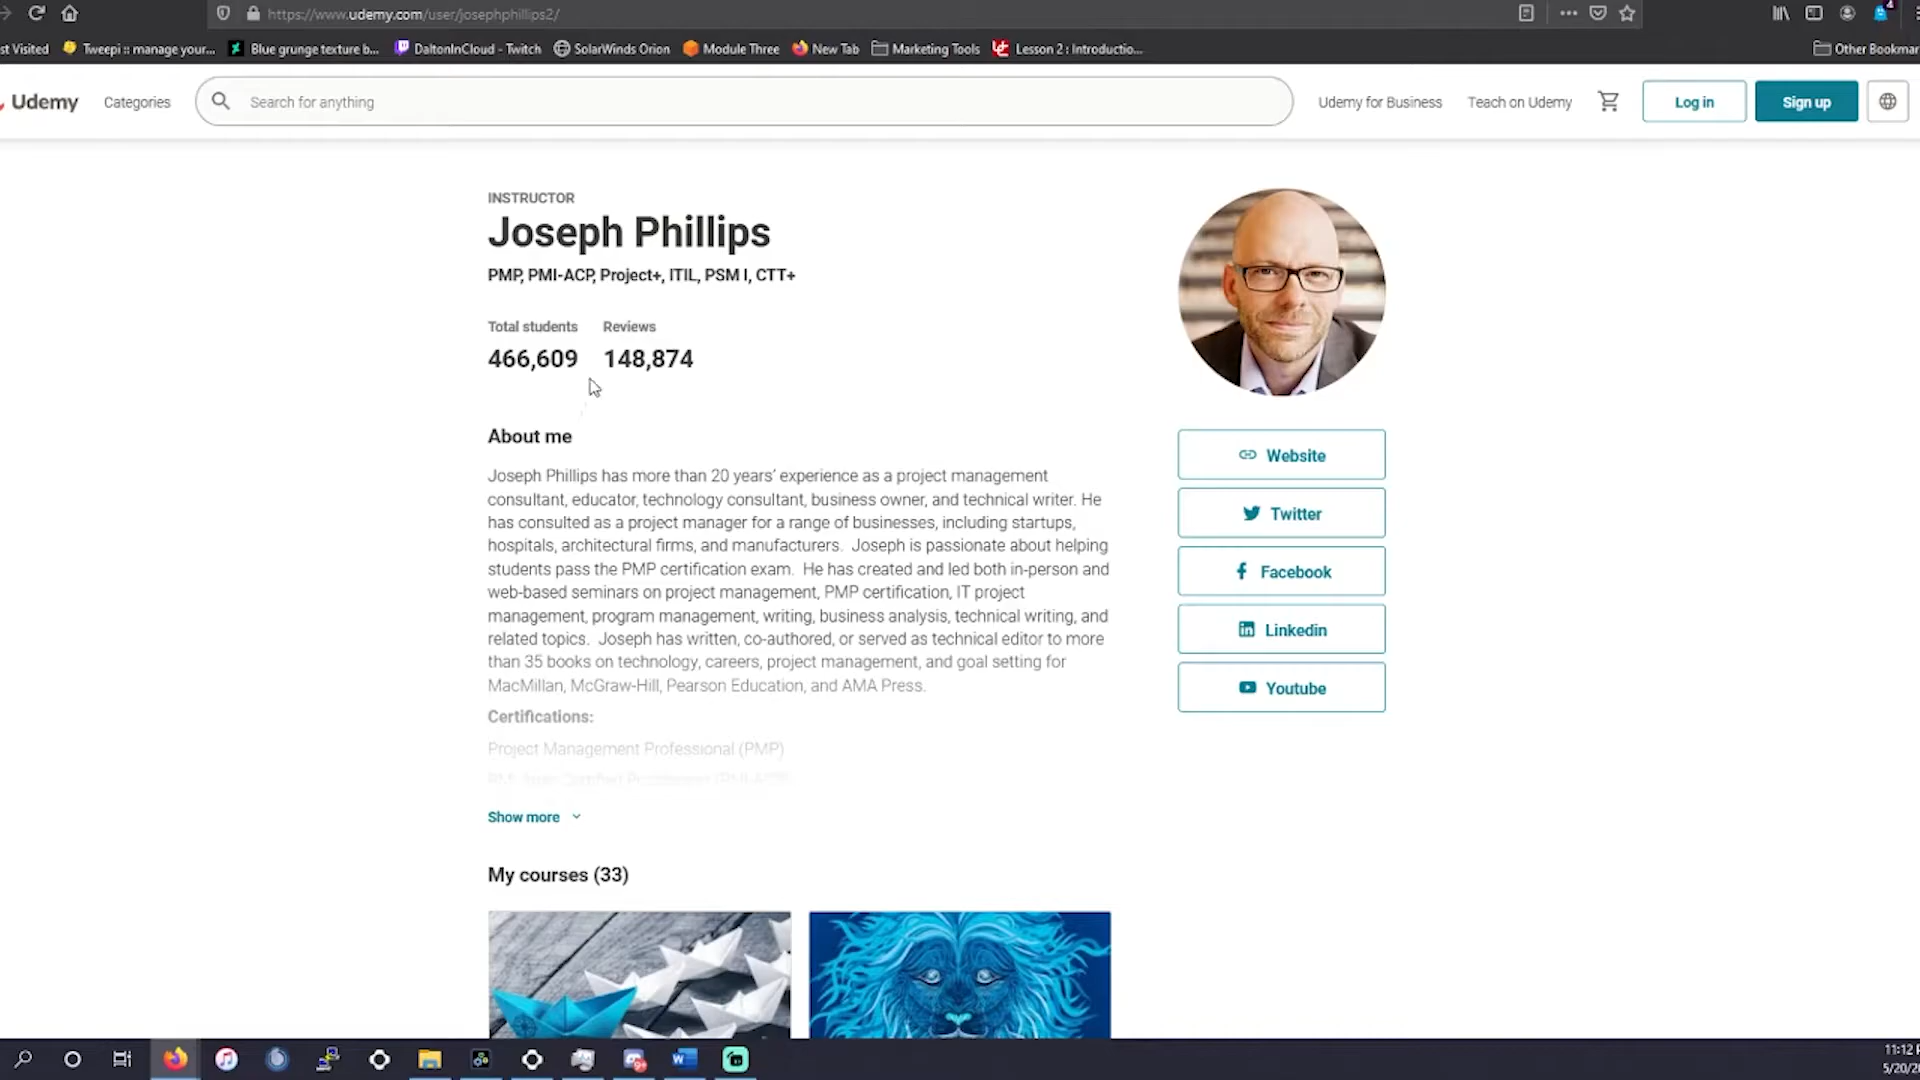 https://www.udemy.com/user/josephphillips2/
st Visited
Tweepi :: manage your...
Blue grunge texture b...
DaltonInCloud - Twitch
SolarWinds Orion
Module Three
New Tab
Marketing Tools
Lesson 2 : Introductio...
Other Bookmar
Udemy
Categories
Search for anything
Udemy for Business
Teach on Udemy
Log in
Sign up
INSTRUCTOR
Joseph Phillips
PMP, PMI-ACP, Project+, ITIL, PSM I, CTT+
Total students Reviews
466,609 148,874
About me
Joseph Phillips has more than 20 years’ experience as a project management
consultant, educator, technology consultant, business owner, and technical writer. He
has consulted as a project manager for a range of businesses, including startups,
hospitals, architectural firms, and manufacturers. Joseph is passionate about helping
students pass the PMP certification exam. He has created and led both in-person and
web-based seminars on project management, PMP certification, IT project
management, program management, writing, business analysis, technical writing, and
related topics. Joseph has written, co-authored, or served as technical editor to more
than 35 books on technology, careers, project management, and goal setting for
MacMillan, McGraw-Hill, Pearson Education, and AMA Press.
Certifications:
Project Management Professional (PMP)
Show more
Website
Twitter
Facebook
Linkedin
Youtube
My courses (33)
11:12 P
5/20/2